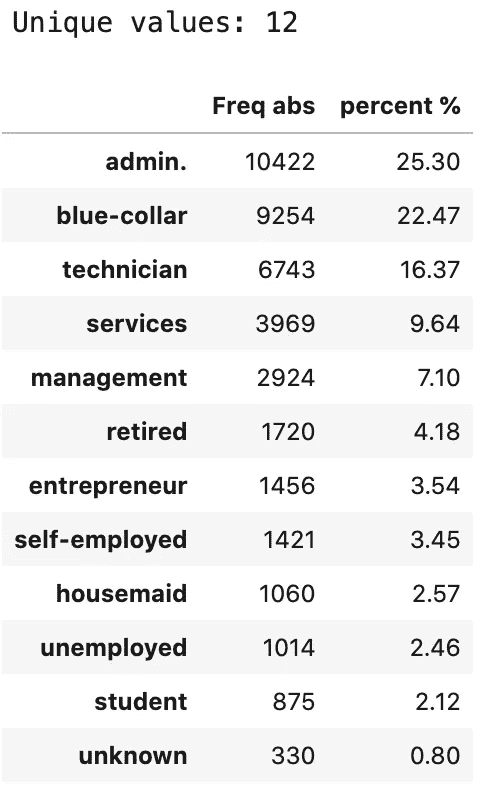 Unique values: 12
Freq abs percent %
admin. 10422 25.30
blue-collar 9254 22.47
technician 6743 16.37
services 3969 9.64
management 2924 7.10
retired 1720 4.18
entrepreneur 1456 3.54
self-employed 1421 3.45
housemaid 1060 2.57
unemployed 1014 2.46
student 875 2.12
unknown 330 0.80